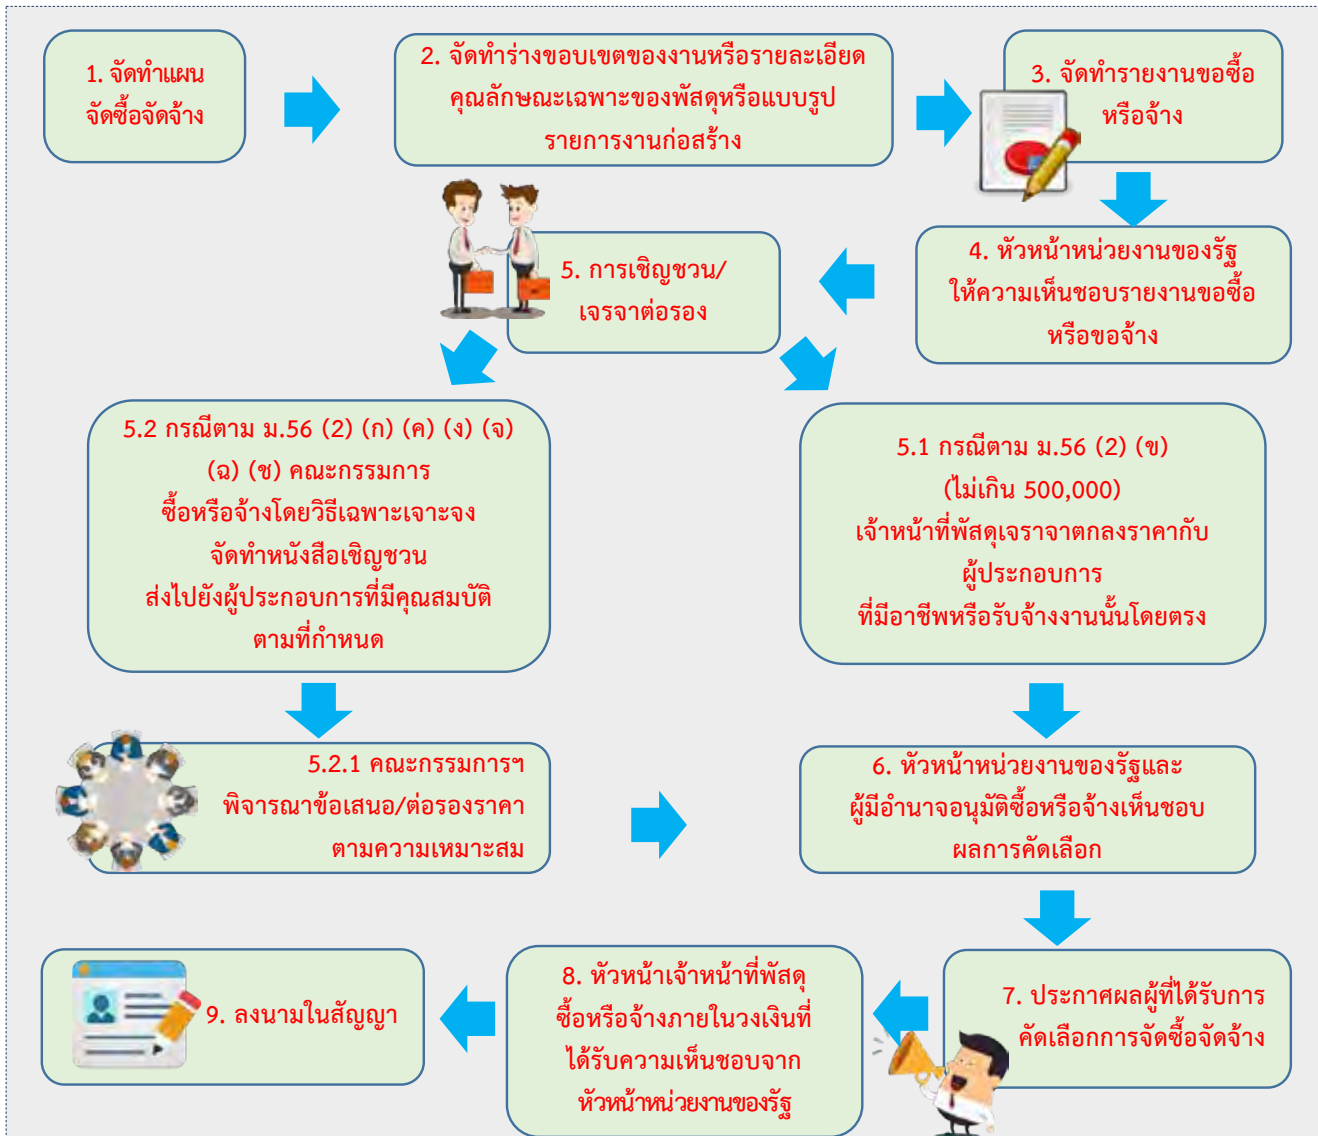 1. จัดทำแผน
จัดซื้อจัดจ้าง
2. จัดทำร่างขอบเขตของงานหรือรายละเอียด
คุณลักษณะเฉพาะของพัสดุหรือแบบรูป
รายการงานก่อสร้าง
3. จัดทำรายงานขอซื้อ
หรือจ้าง
4. หัวหน้าหน่วยงานของรัฐ
ให้ความเห็นชอบรายงานขอซื้อ
หรือขอจ้าง
5. การเชิญชวน/
เจรจาต่อรอง
5.2 กรณีตาม ม.56 (2) (ก) (ค) (ง) (จ)
(ฉ) (ช) คณะกรรมการ
ซื้อหรือจ้างโดยวิธีเฉพาะเจาะจง
จัดทำหนังสือเชิญชวน
ส่งไปยังผู้ประกอบการที่มีคุณสมบัติ
ตามที่กำหนด
5.1 กรณีตาม ม.56 (2) (ข)
(ไม่เกิน 500,000)
เจ้าหน้าที่พัสดุเจราจาตกลงราคากับ
ผู้ประกอบการ
ที่มีอาชีพหรือรับจ้างงานนั้นโดยตรง
5.2.1 คณะกรรมการฯ
พิจารณาข้อเสนอ/ต่อรองราคา
ตามความเหมาะสม
6. หัวหน้าหน่วยงานของรัฐและ
ผู้มีอำนาจอนุมัติซื้อหรือจ้างเห็นชอบ
ผลการคัดเลือก
7. ประกาศผลผู้ที่ได้รับการ
คัดเลือกการจัดซื้อจัดจ้าง
8. หัวหน้าเจ้าหน้าที่พัสดุ
ซื้อหรือจ้างภายในวงเงินที่
ได้รับความเห็นชอบจาก
หัวหน้าหน่วยงานของรัฐ
9. ลงนามในสัญญา